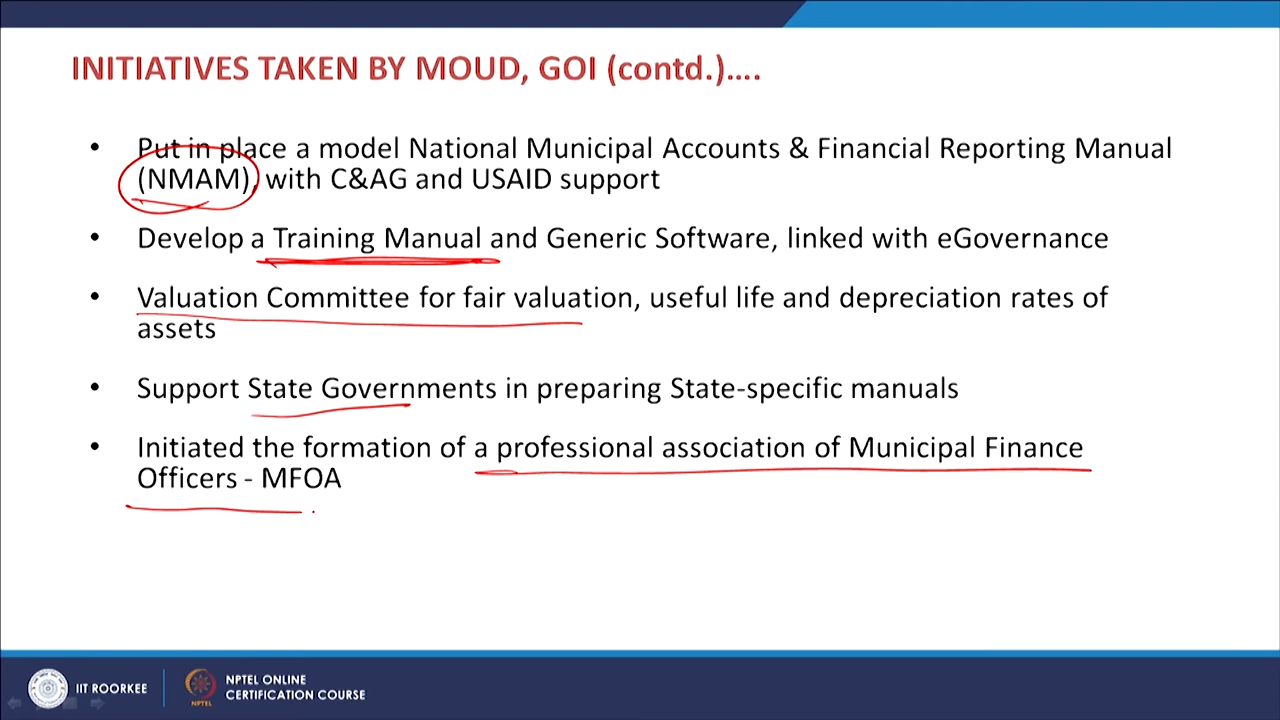 INITIATIVES TAKEN BY MOUD, GOI (contd.)....
• Put in place a model National Municipal Accounts & Financial Reporting Manual
(NMAM), with C&AG and USAID support
• Develop a Training Manual and Generic Software, linked with eGovernance
• Valuation Committee for fair valuation, useful life and depreciation rates of
assets
• Support State Governments in preparing State-specific manuals
• Initiated the formation of a professional association of Municipal Finance
Officers - MFOA
IIT ROORKEE
NPTEL
NPTEL ONLINE
CERTIFICATION COURSE